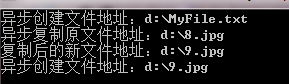 异步创建文件地址：d:\MyFile.txt
异步复制原文件地址：d:\8.jpg
复制后的新文件地址：d:\9.jpg
异步删除文件地址：d:\9.jpg